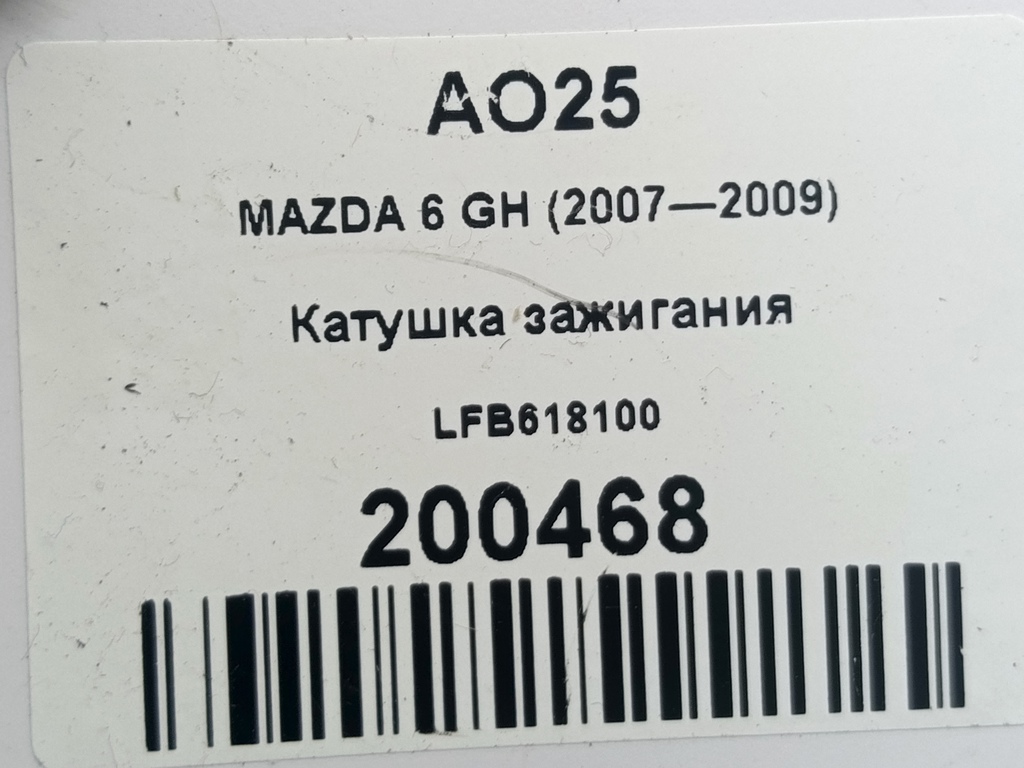 AO25
MAZDA 6 GH (2007—2009)
Катушка зажигания
LFB618100
200468